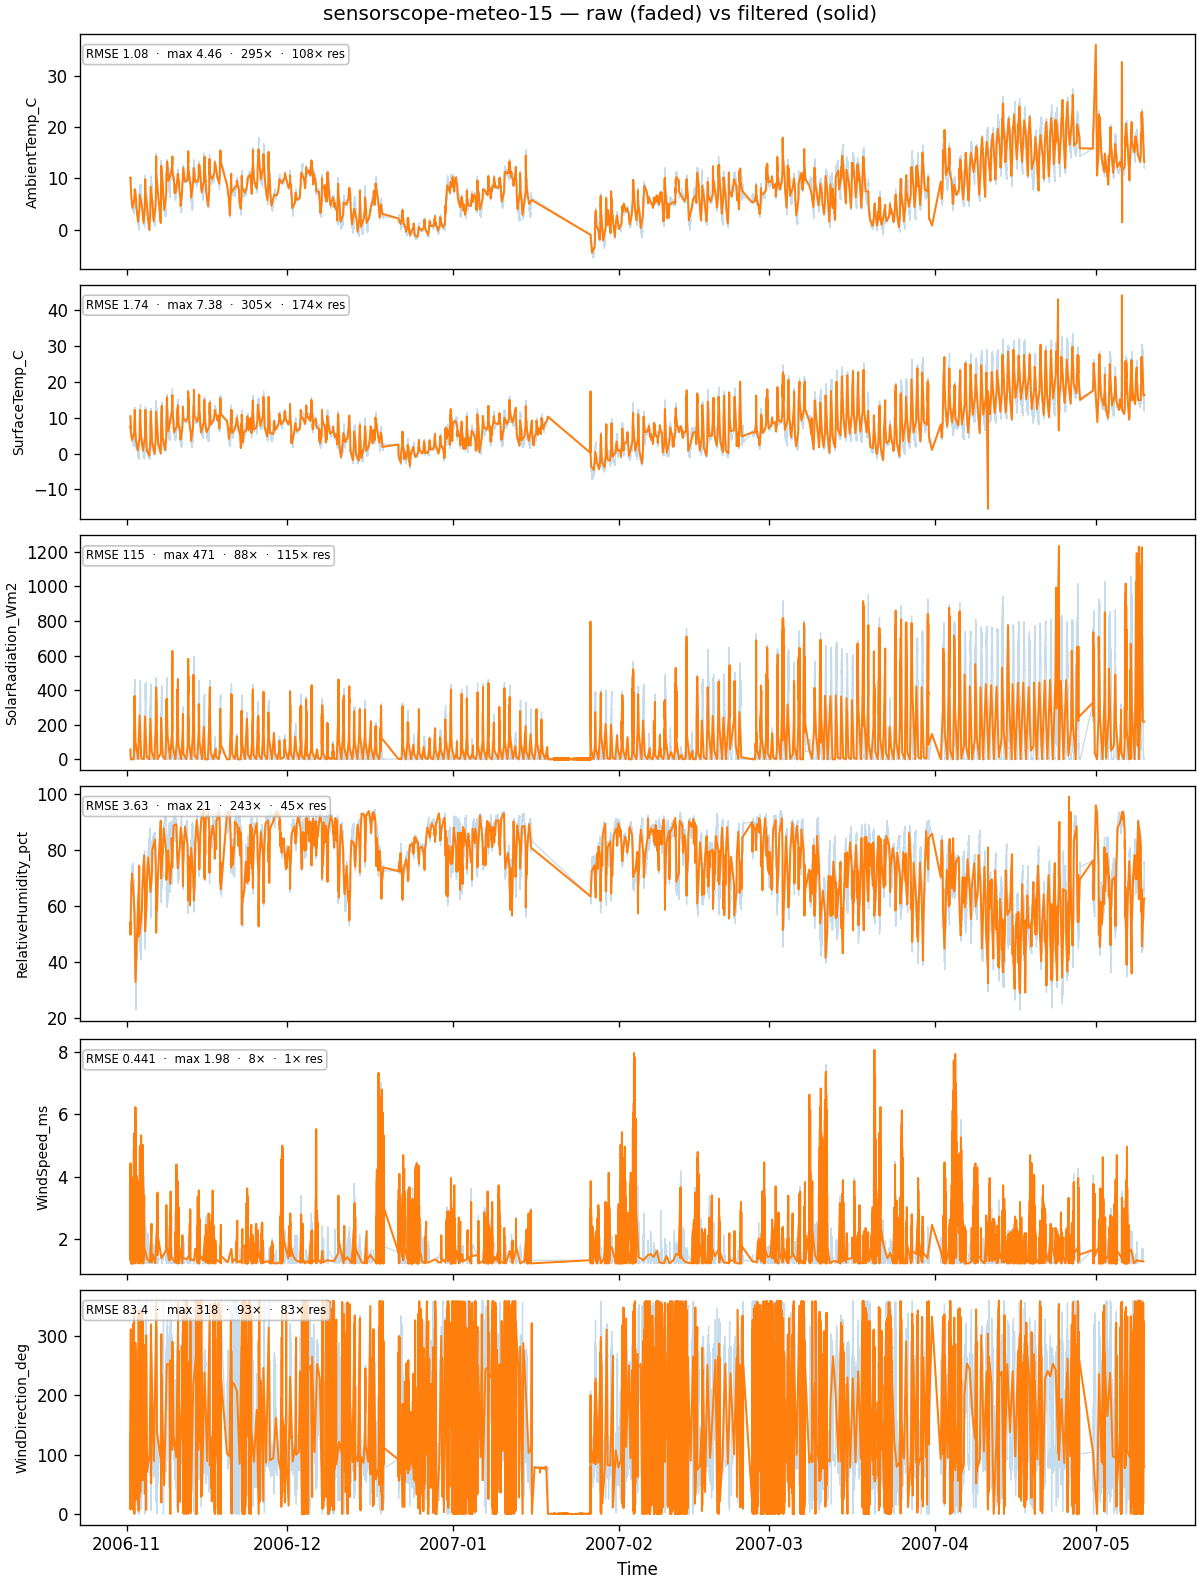 sensorscope-meteo-15 — raw (faded) vs filtered (solid)
RMSE 1.08 · max 4.46 · 295× · 108× res
AmbientTemp_C
30
20
10
0
RMSE 1.74 · max 7.38 · 305× · 174× res
SurfaceTemp_C
40
30
20
10
0
−10
RMSE 115 · max 471 · 88× · 115× res
SolarRadiation_Wm2
1200
1000
800
600
400
200
0
RMSE 3.63 · max 21 · 243× · 45× res
RelativeHumidity_pct
100
80
60
40
20
RMSE 0.441 · max 1.98 · 8× · 1× res
WindSpeed_ms
8
6
4
2
RMSE 83.4 · max 318 · 93× · 83× res
WindDirection_deg
300
200
100
0
2006-11 2006-12 2007-01 2007-02 2007-03 2007-04 2007-05
Time